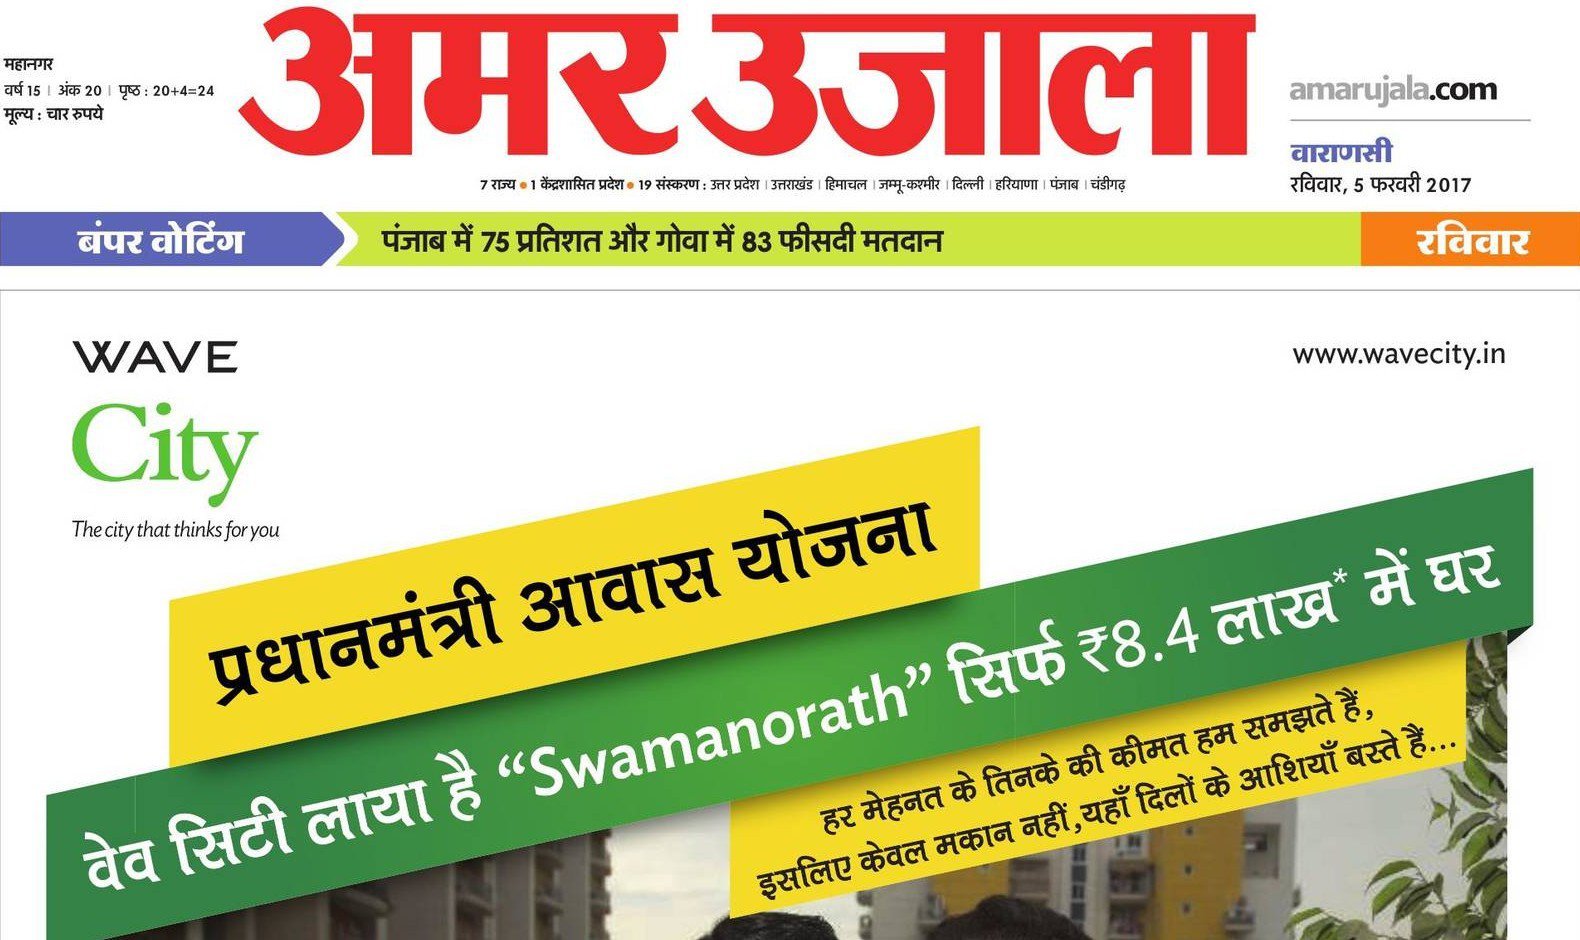 अमर उजाला
महानगर
वर्ष 15 | अंक 20 | पृष्ठ : 20+4=24
मूल्य : चार रुपये
amarujala.com
वाराणसी
रविवार, 5 फरवरी 2017
7 राज्य ● 1 केंद्रशासित प्रदेश ● 19 संस्करण : उत्तर प्रदेश | उत्तराखंड | हिमाचल | जम्मू-कश्मीर | दिल्ली | हरियाणा | पंजाब | चंडीगढ़
बंपर वोटिंग
पंजाब में 75 प्रतिशत और गोवा में 83 फीसदी मतदान
रविवार
WAVE
City
The city that thinks for you
www.wavecity.in
प्रधानमंत्री आवास योजना
वेव सिटी लाया है “Swamanorath” सिर्फ ₹8.4 लाख* में घर
हर मेहनत के तिनके की कीमत हम समझते हैं,
इसलिए केवल मकान नहीं,यहाँ दिलों के आशियाँ बस्ते हैं...